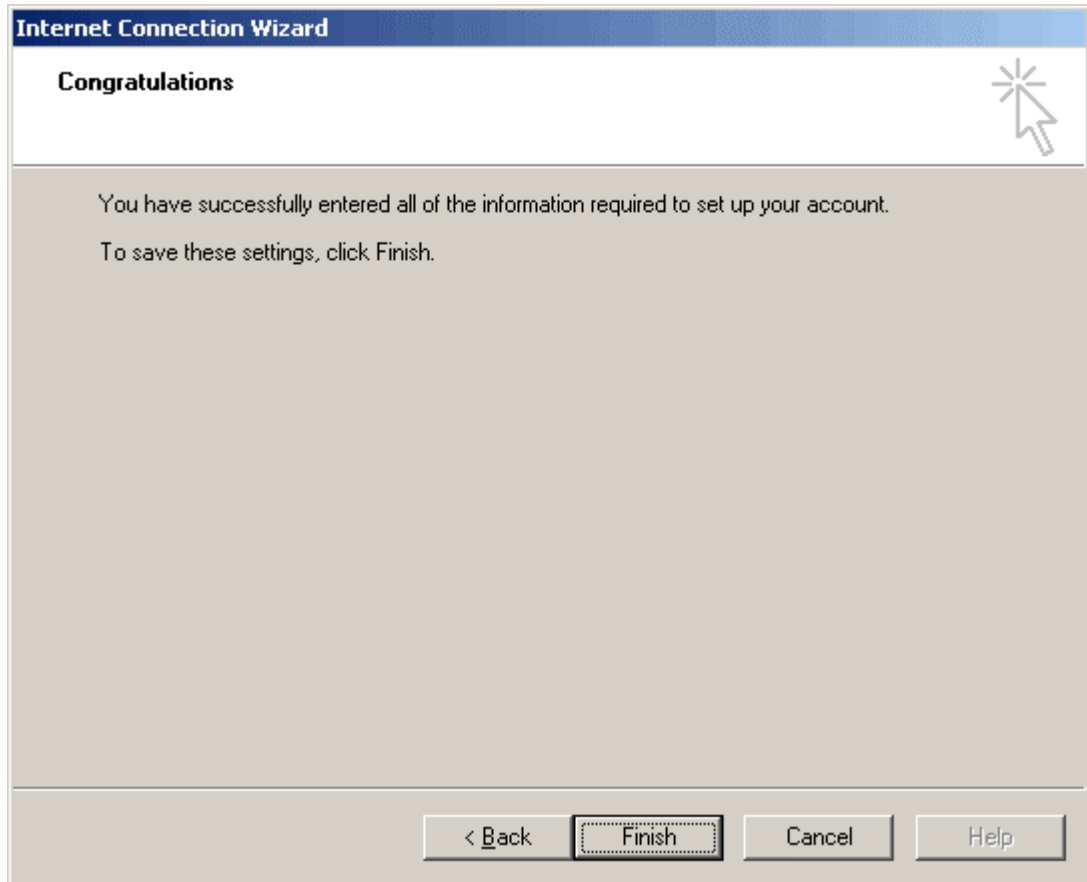 Internet Connection Wizard
Congratulations
You have successfully entered all of the information required to set up your account.
To save these settings, click Finish.
< Back
Finish
Cancel
Help